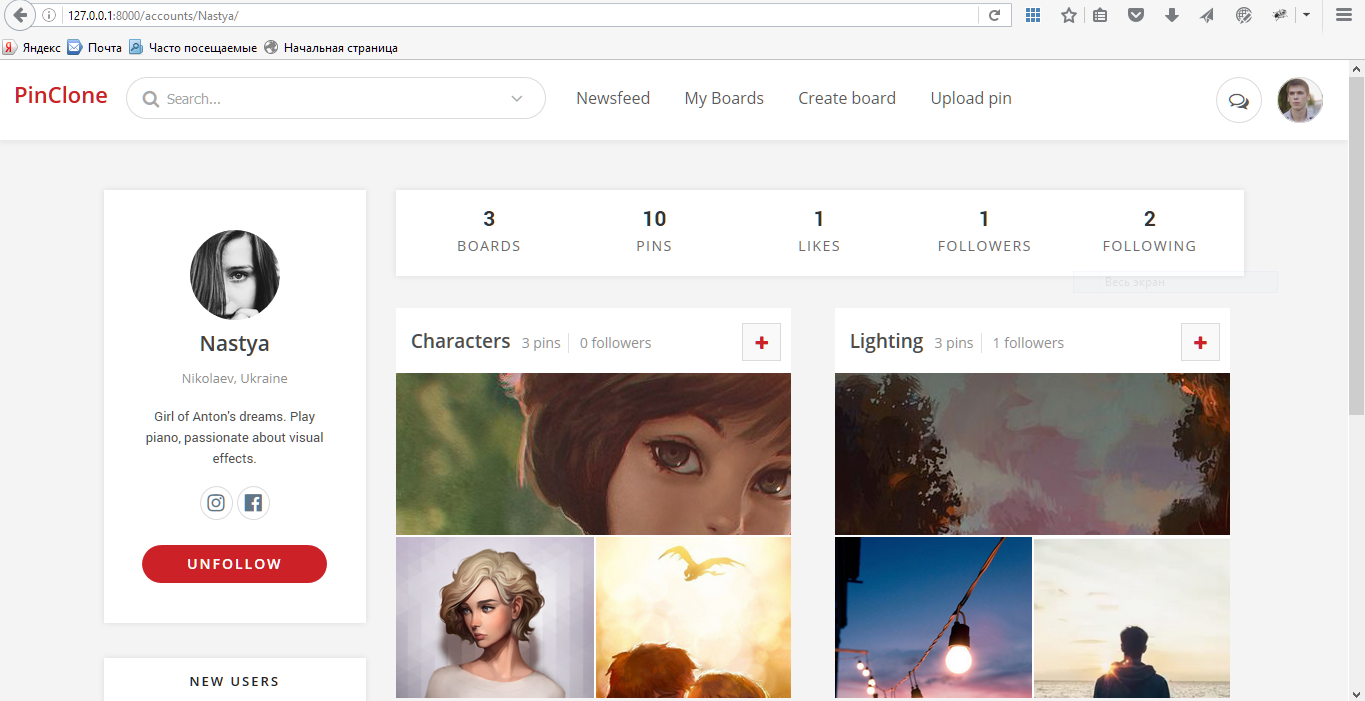 127.0.0.1:8000/accounts/Nastya/
Яндекс Почта Часто посещаемые Начальная страница
PinClone Search... Newsfeed My Boards Create board Upload pin
3 10 1 1 2
BOARDS PINS LIKES FOLLOWERS FOLLOWING
Весь экран
Nastya
Nikolaev, Ukraine
Girl of Anton's dreams. Play
piano, passionate about visual
effects.
UNFOLLOW
NEW USERS
Characters 3 pins 0 followers
Lighting 3 pins 1 followers